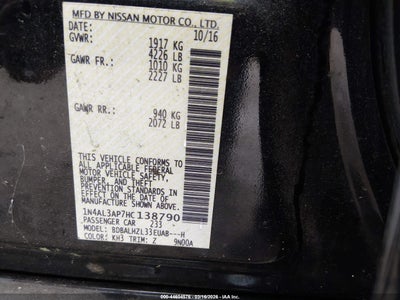 MFD BY NISSAN MOTOR CO., LTD.
DATE: 10/16
GVWR: 1917 KG
4226 LB
GAWR FR: 1010 KG
2227 LB
GAWR RR: 940 KG
2072 LB
THIS VEHICLE CONFORMS TO ALL
APPLICABLE FEDERAL MOTOR VEHICLE SAFETY,
BUMPER, AND THEFT
PREVENTION STANDARDS IN EFFECT
ON THE DATE OF MANUFACTURE
SHOWN ABOVE.
1N4AL3AP7HC138790
PASSENGER CAR 233
MODEL: BDBALHZL33EUAB---H
COLOR: KH3 TRIM: Z 9N00A